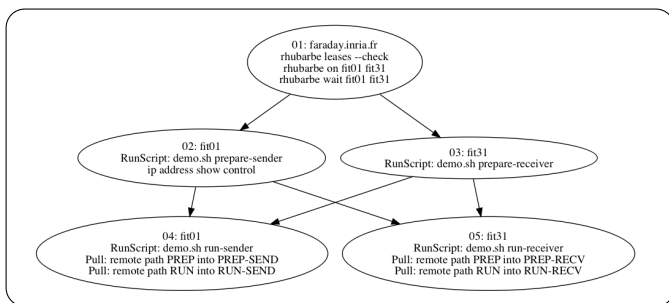 01: faraday.inria.fr
rhubarbe leases --check
rhubarbe on fit01 fit31
rhubarbe wait fit01 fit31
02: fit01
RunScript: demo.sh prepare-sender
ip address show control
03: fit31
RunScript: demo.sh prepare-receiver
04: fit01
RunScript: demo.sh run-sender
Pull: remote path PREP into PREP-SEND
Pull: remote path RUN into RUN-SEND
05: fit31
RunScript: demo.sh run-receiver
Pull: remote path PREP into PREP-RECV
Pull: remote path RUN into RUN-RECV